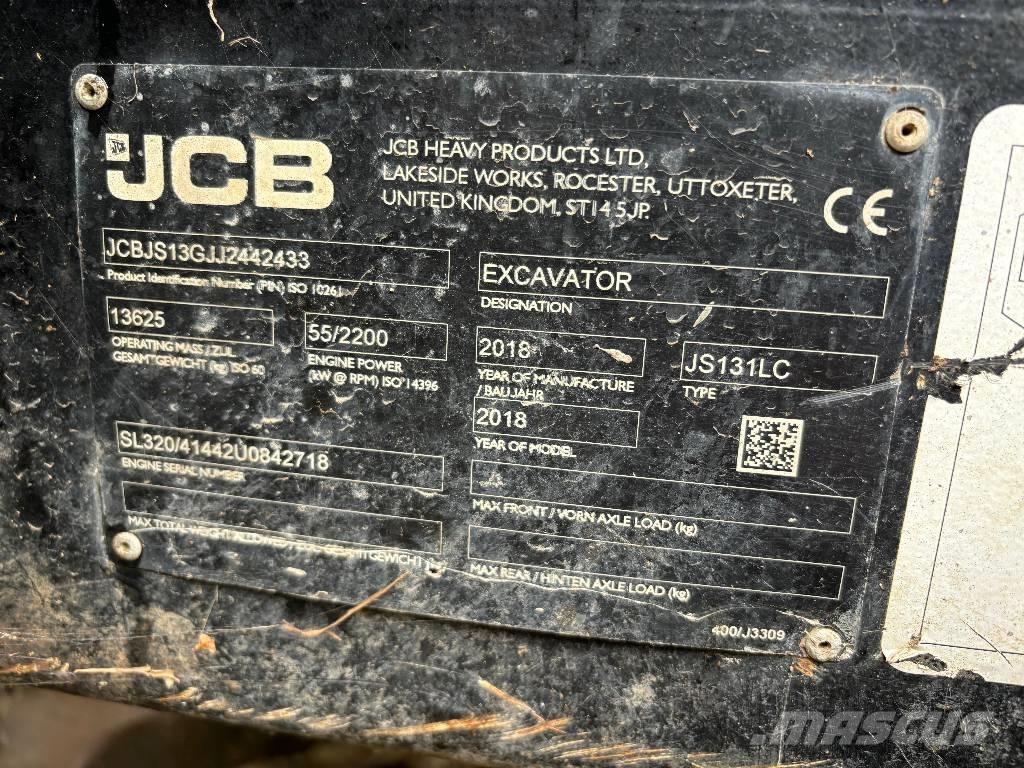 JCB
JCB HEAVY PRODUCTS LTD,
LAKESIDE WORKS, ROCESTER, UTTOXETER,
UNITED KINGDOM, ST14 5JP.
CE
JCBJS13GJJ2442433
Product Identification Number (PIN) ISO 10261
EXCAVATOR
DESIGNATION
13625
OPERATING MASS / ZUL.
GESAMTGEWICHT (kg) ISO 60
55/2200
ENGINE POWER
(kW @ RPM) ISO 14396
2018
YEAR OF MANUFACTURE
/ BAUJAHR
JS131LC
TYPE
2018
YEAR OF MODEL
SL320/41442U0842718
ENGINE SERIAL NUMBER
MAX FRONT / VORN AXLE LOAD (kg)
MAX TOTAL WEIGHT
MAX REAR / HINTEN AXLE LOAD (kg)
400/J3309
MASCUS